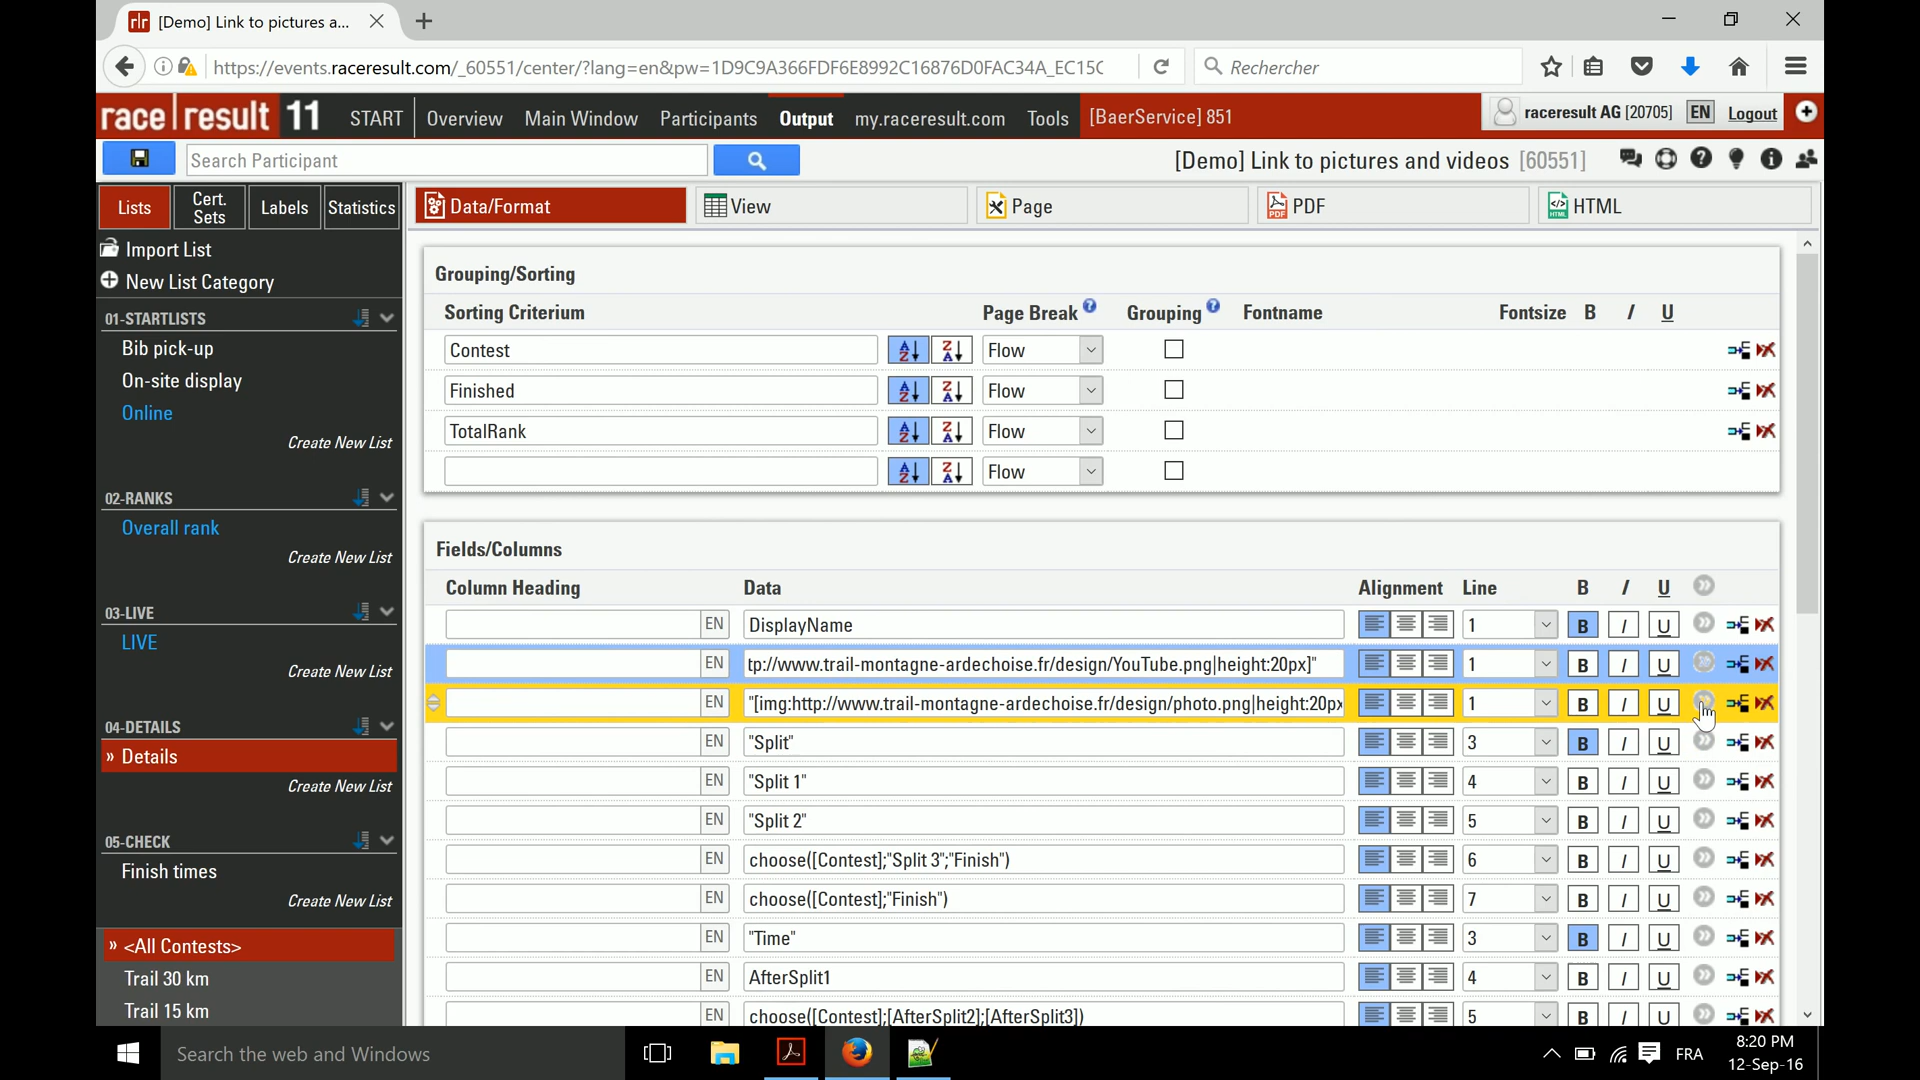 [Demo] Link to pictures a...
https://events.raceresult.com/_60551/center/?lang=en&pw=1D9C9A366FDF6E8992C16876D0FAC34A_EC15C
Rechercher
race result 11
START
Overview
Main Window
Participants
Output
my.raceresult.com
Tools
[BaerService] 851
raceresult AG [20705]
EN
Logout
Search Participant
[Demo] Link to pictures and videos [60551]
Lists
Cert. Sets
Labels
Statistics
Import List
New List Category
01-STARTLISTS
Bib pick-up
On-site display
Online
Create New List
02-RANKS
Overall rank
Create New List
03-LIVE
LIVE
Create New List
04-DETAILS
» Details
Create New List
05-CHECK
Finish times
Create New List
» <All Contests>
Trail 30 km
Trail 15 km
Data/Format
View
Page
PDF
HTML
Grouping/Sorting
Sorting Criterium Page Break Grouping Fontname Fontsize B I U
Contest Flow
Finished Flow
TotalRank Flow
Flow
Fields/Columns
Column Heading Data Alignment Line B I U
EN DisplayName 1 B I U
EN tp://www.trail-montagne-ardechoise.fr/design/YouTube.png|height:20px]" 1 B I U
EN "[img:http://www.trail-montagne-ardechoise.fr/design/photo.png|height:20px 1 B I U
EN "Split" 3 B I U
EN "Split 1" 4 B I U
EN "Split 2" 5 B I U
EN choose([Contest];"Split 3";"Finish") 6 B I U
EN choose([Contest];"Finish") 7 B I U
EN "Time" 3 B I U
EN AfterSplit1 4 B I U
EN choose([Contest];[AfterSplit2];[AfterSplit3]) 5 B I U
Search the web and Windows
FRA
8:20 PM
12-Sep-16